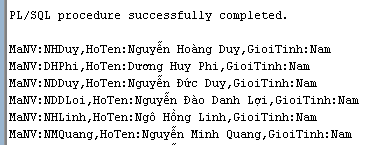 PL/SQL procedure successfully completed.
MaNV:NHDuy,HoTen:Nguyễn Hoàng Duy,GioiTinh:Nam
MaNV:DHPhi,HoTen:Dương Huy Phi,GioiTinh:Nam
MaNV:NDDuy,HoTen:Nguyễn Đức Duy,GioiTinh:Nam
MaNV:NDDLoi,HoTen:Nguyễn Đào Danh Lợi,GioiTinh:Nam
MaNV:NHLinh,HoTen:Ngô Hồng Linh,GioiTinh:Nam
MaNV:NMQuang,HoTen:Nguyễn Minh Quang,GioiTinh:Nam